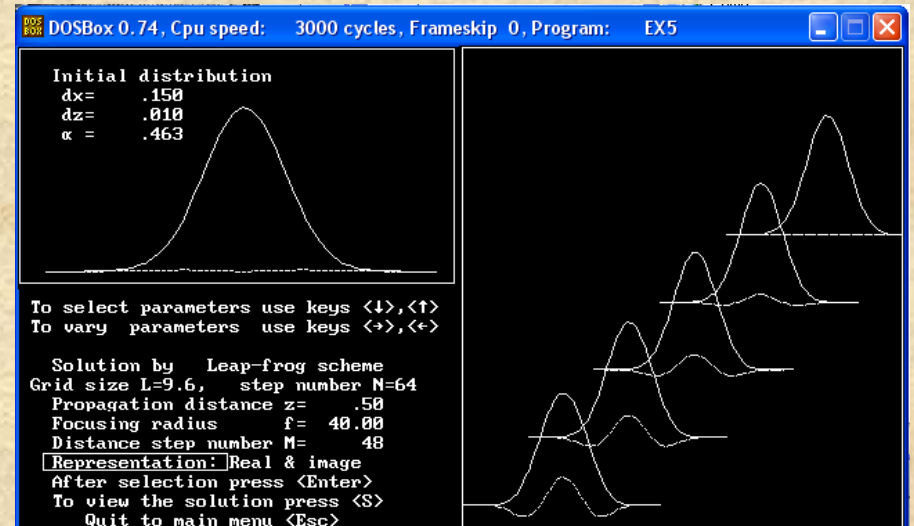 DOS
BOX
DOSBox 0.74, Cpu speed: 3000 cycles, Frameskip 0, Program: EX5
Initial distribution
dx= .150
dz= .010
α = .463
To select parameters use keys <↓>,<↑>
To vary parameters use keys <→>,<←>
Solution by Leap-frog scheme
Grid size L=9.6, step number N=64
Propagation distance z= .50
Focusing radius f= 40.00
Distance step number M= 48
Representation: Real & image
After selection press <Enter>
To view the solution press <S>
Quit to main menu <Esc>